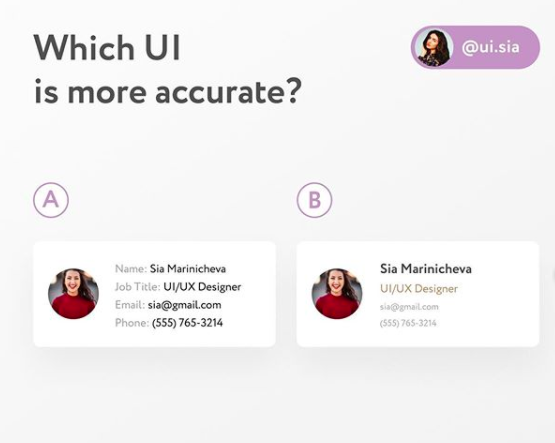 Which UI
is more accurate?
@ui.sia
A
B
Name: Sia Marinicheva
Job Title: UI/UX Designer
Email: sia@gmail.com
Phone: (555) 765-3214
Sia Marinicheva
UI/UX Designer
sia@gmail.com
(555) 765-3214